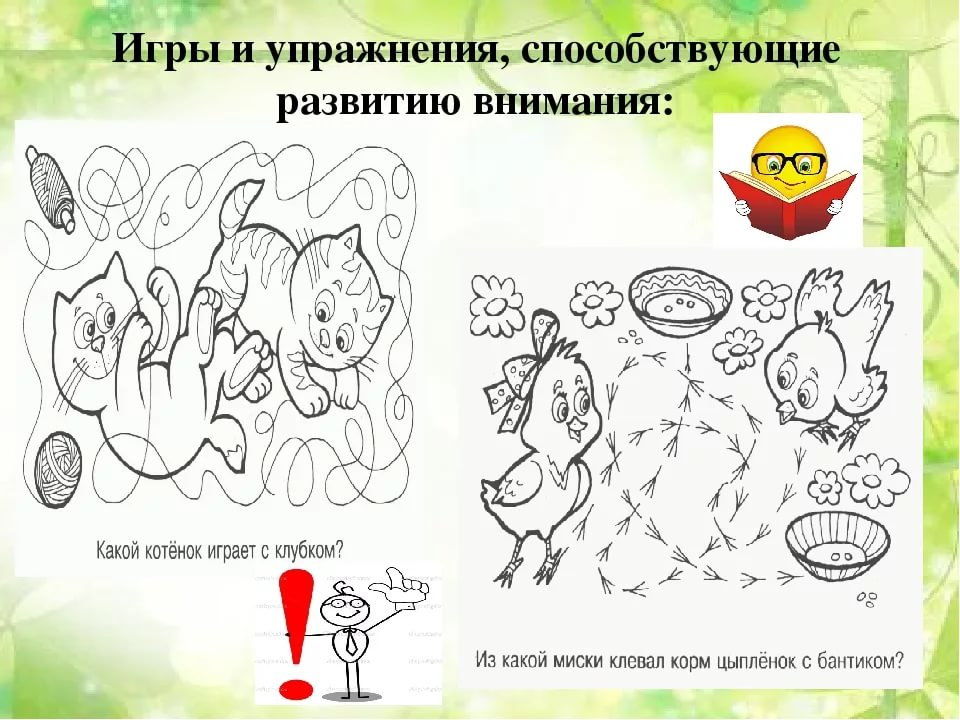 Игры и упражнения, способствующие
развитию внимания:
Какой котёнок играет с клубком?
Из какой миски клевал корм цыплёнок с бантиком?